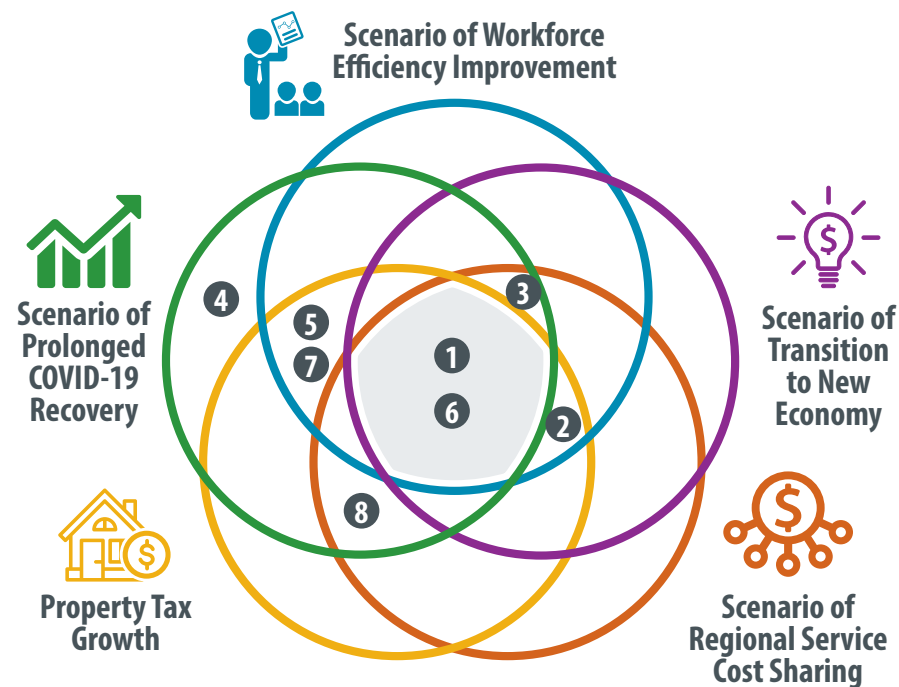 Scenario of Workforce
Efficiency Improvement
$
Scenario of
Transition
to New
Economy
Scenario of
Prolonged
COVID-19
Recovery
4
3
5
7
1
6
2
8
$
Property Tax
Growth
$
Scenario of
Regional Service
Cost Sharing